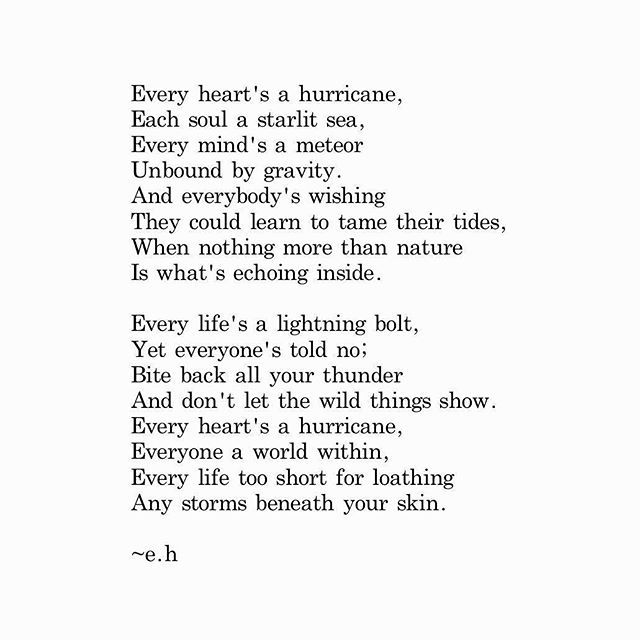 Every heart's a hurricane,
Each soul a starlit sea,
Every mind's a meteor
Unbound by gravity.
And everybody's wishing
They could learn to tame their tides,
When nothing more than nature
Is what's echoing inside.

Every life's a lightning bolt,
Yet everyone's told no;
Bite back all your thunder
And don't let the wild things show.
Every heart's a hurricane,
Everyone a world within,
Every life too short for loathing
Any storms beneath your skin.

~e.h